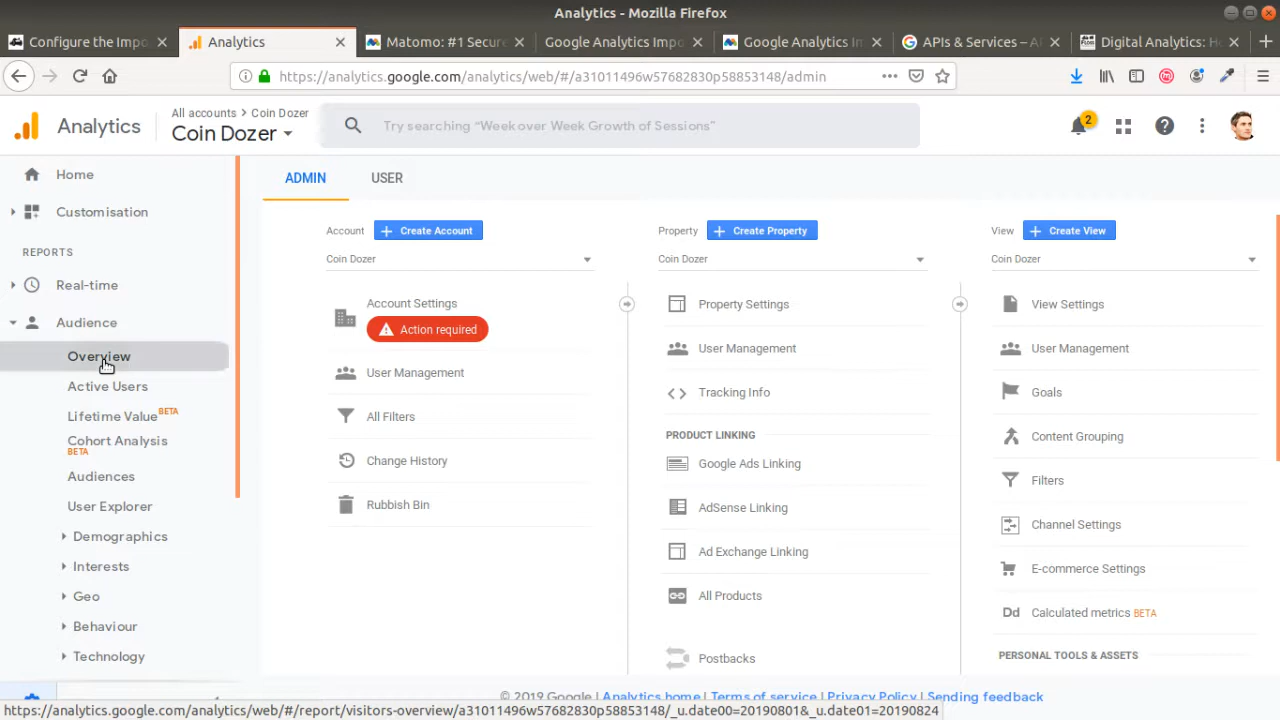 Analytics - Mozilla Firefox
Configure the Impo
Analytics
Matomo: #1 Secure
Google Analytics Impo
Google Analytics Im
APIs & Services – A
Digital Analytics: H
https://analytics.google.com/analytics/web/#/a31011496w57682830p58853148/admin
Analytics
All accounts > Coin Dozer
Coin Dozer
Try searching “Week over Week Growth of Sessions”
2
Home
Customisation
REPORTS
Real-time
Audience
Overview
Active Users
Lifetime Value BETA
Cohort Analysis
BETA
Audiences
User Explorer
Demographics
Interests
Geo
Behaviour
Technology
ADMIN
USER
Account
Create Account
Coin Dozer
Account Settings
Action required
User Management
All Filters
Change History
Rubbish Bin
Property
Create Property
Coin Dozer
Property Settings
User Management
Tracking Info
PRODUCT LINKING
Google Ads Linking
AdSense Linking
Ad Exchange Linking
All Products
Postbacks
View
Create View
Coin Dozer
View Settings
User Management
Goals
Content Grouping
Filters
Channel Settings
E-commerce Settings
Dd Calculated metrics BETA
PERSONAL TOOLS & ASSETS
© 2019 Google | Analytics home | Terms of service | Privacy Policy | Sending feedback
https://analytics.google.com/analytics/web/#/report/visitors-overview/a31011496w57682830p58853148/_u.date00=20190801&_u.date01=20190824